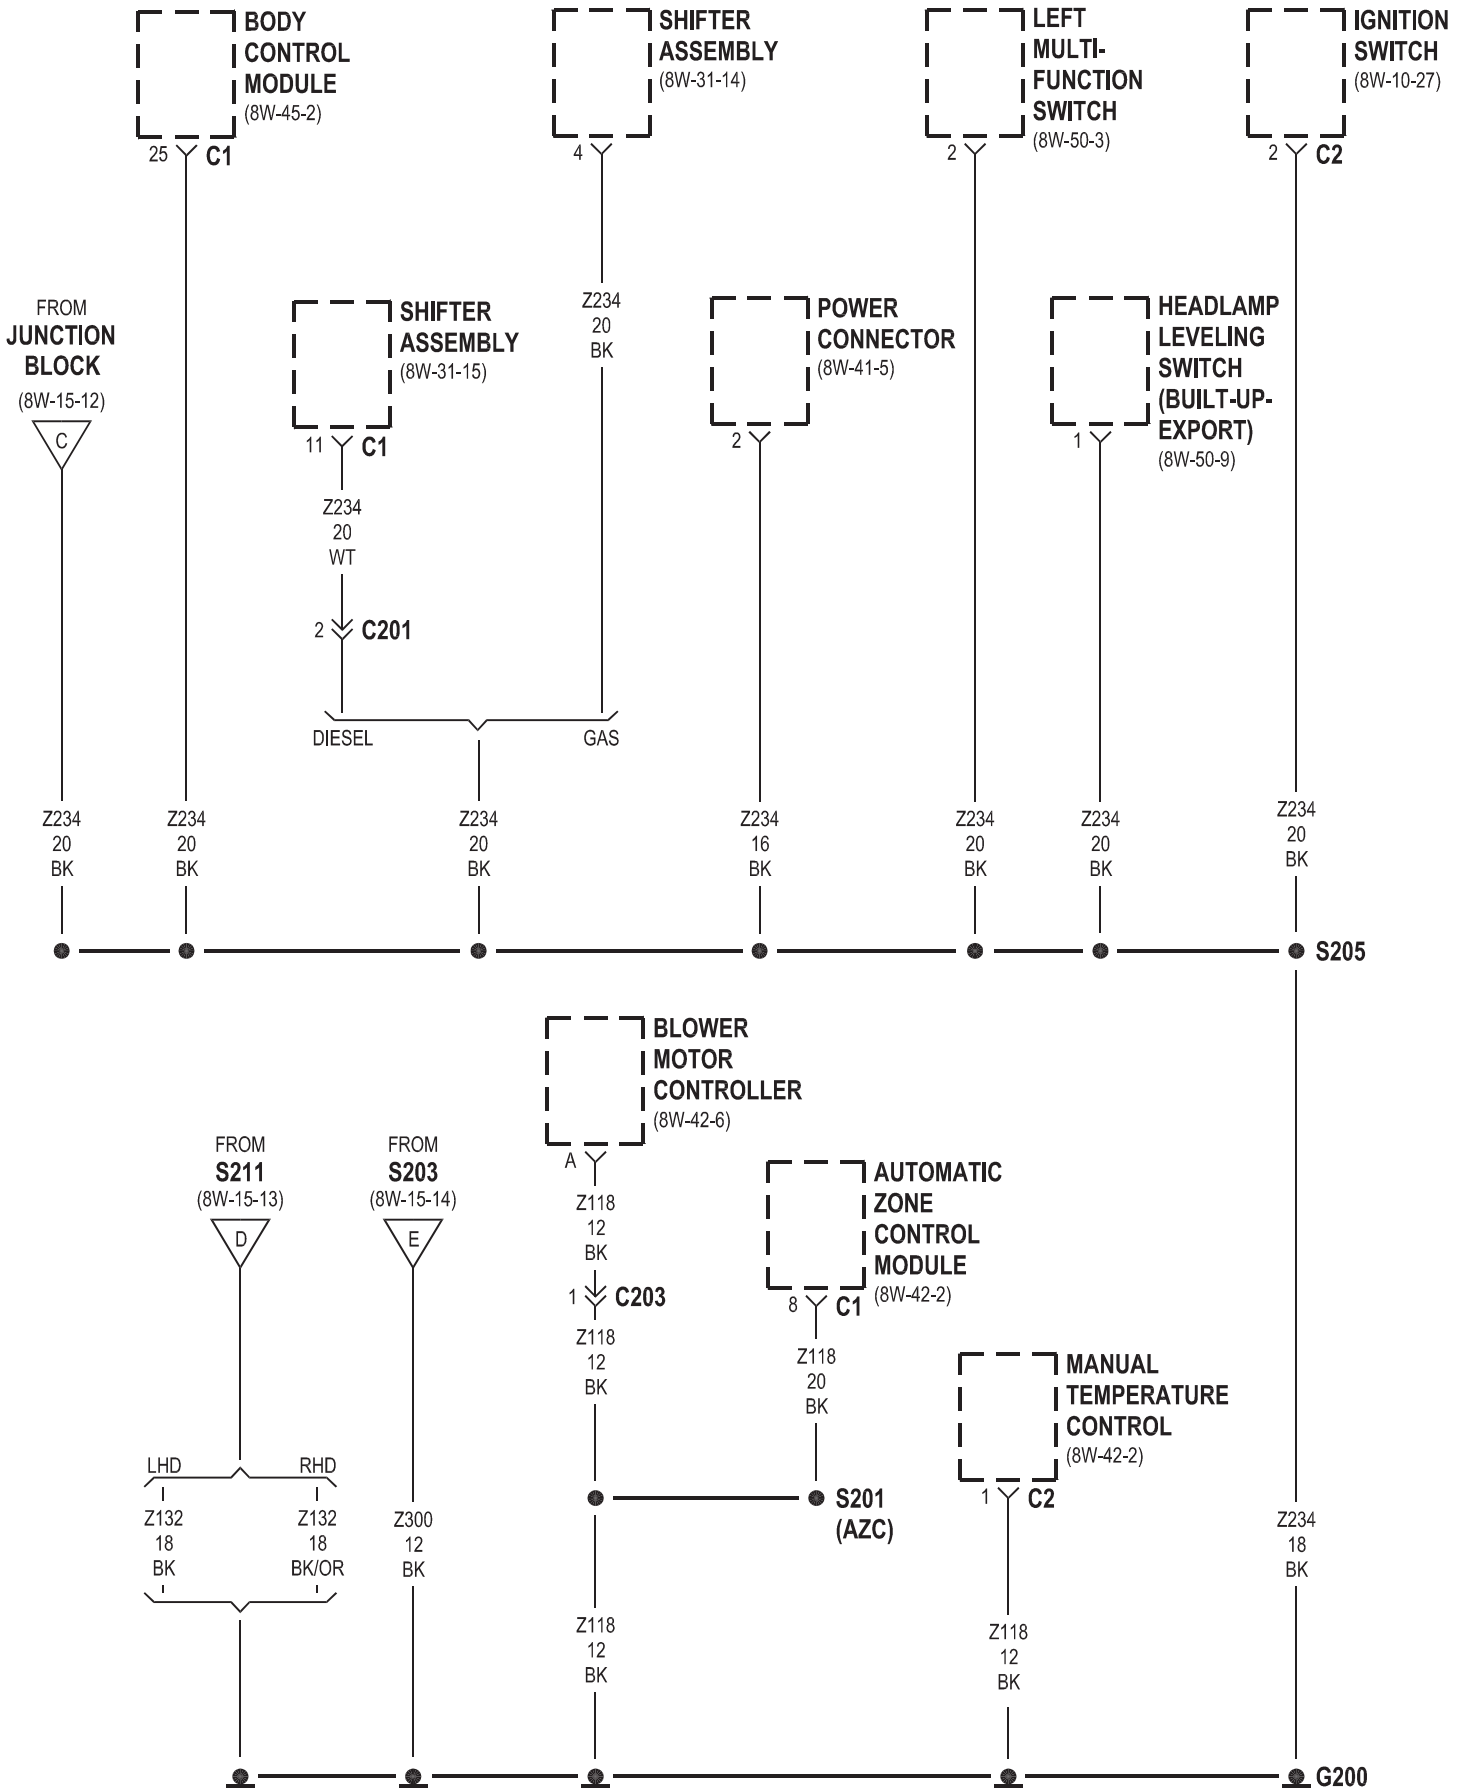 BODY
CONTROL
MODULE
(8W-45-2)
25
C1
SHIFTER
ASSEMBLY
(8W-31-14)
4
LEFT
MULTI-
FUNCTION
SWITCH
(8W-50-3)
2
IGNITION
SWITCH
(8W-10-27)
2
C2
FROM
JUNCTION
BLOCK
(8W-15-12)
C
SHIFTER
ASSEMBLY
(8W-31-15)
11
C1
Z234
20
WT
2
C201
Z234
20
BK
POWER
CONNECTOR
(8W-41-5)
2
HEADLAMP
LEVELING
SWITCH
(BUILT-UP-
EXPORT)
(8W-50-9)
1
DIESEL
GAS
Z234
20
BK
Z234
20
BK
Z234
20
BK
Z234
16
BK
Z234
20
BK
Z234
20
BK
Z234
20
BK
S205
BLOWER
MOTOR
CONTROLLER
(8W-42-6)
A
Z118
12
BK
1
C203
Z118
12
BK
FROM
S211
(8W-15-13)
D
FROM
S203
(8W-15-14)
E
AUTOMATIC
ZONE
CONTROL
MODULE
(8W-42-2)
8
C1
Z118
20
BK
MANUAL
TEMPERATURE
CONTROL
(8W-42-2)
1
C2
LHD
RHD
S201
(AZC)
Z132
18
BK
Z132
18
BK/OR
Z300
12
BK
Z234
18
BK
Z118
12
BK
Z118
12
BK
G200